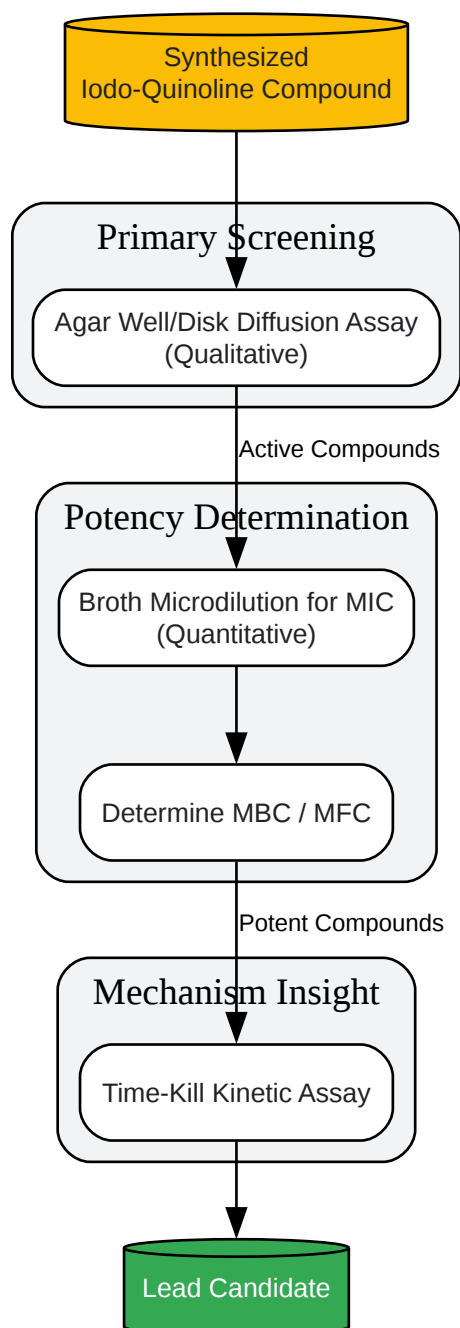 Synthesized
Iodo-Quinoline Compound
Primary Screening
Agar Well/Disk Diffusion Assay
(Qualitative)
Active Compounds
Potency Determination
Broth Microdilution for MIC
(Quantitative)
Determine MBC / MFC
Potent Compounds
Mechanism Insight
Time-Kill Kinetic Assay
Lead Candidate